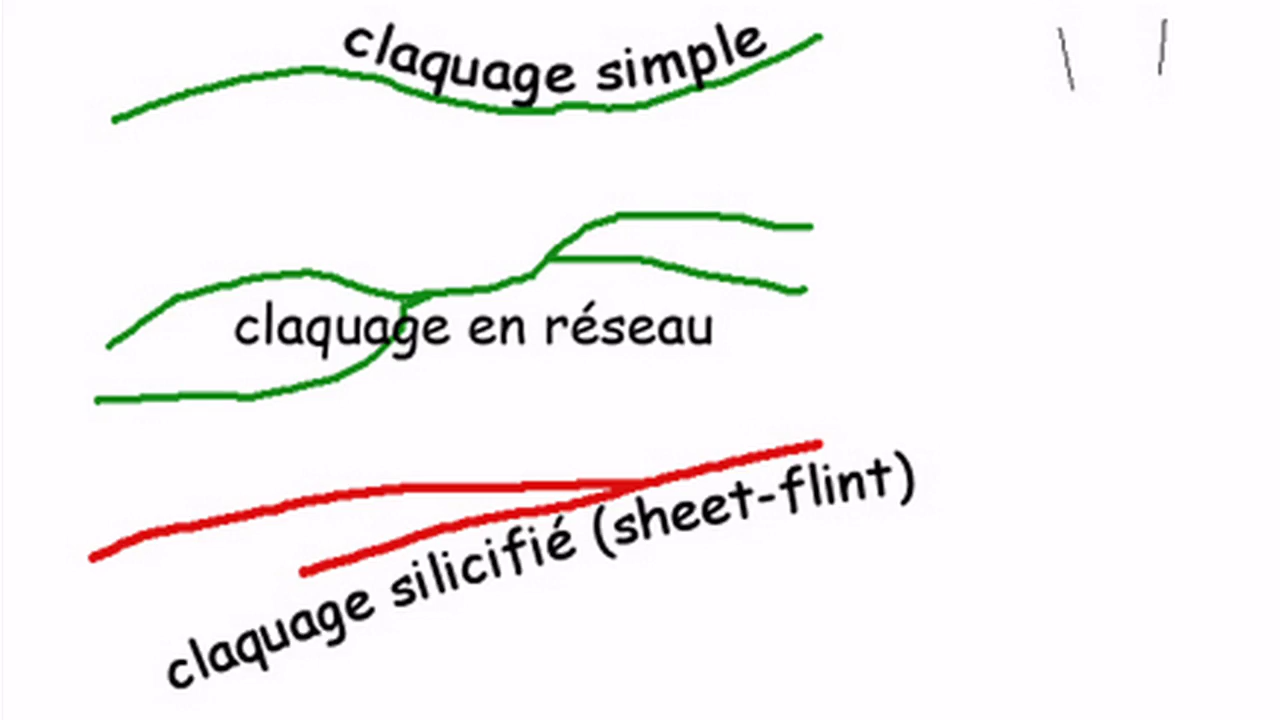 claquage simple
claquage en réseau
claquage silicifié (sheet-flint)